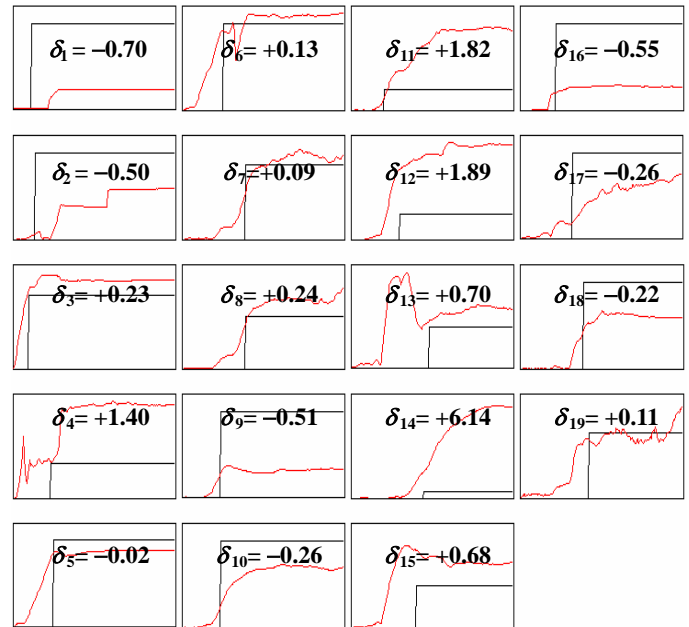 δ1 = −0.70
δ6 = +0.13
δ11= +1.82
δ16= −0.55
δ2 = −0.50
δ7=+0.09
δ12= +1.89
δ17= −0.26
δ3= +0.23
δ8= +0.24
δ13= +0.70
δ18= −0.22
δ4= +1.40
δ9= −0.51
δ14= +6.14
δ19= +0.11
δ5= −0.02
δ10= −0.26
δ15= +0.68